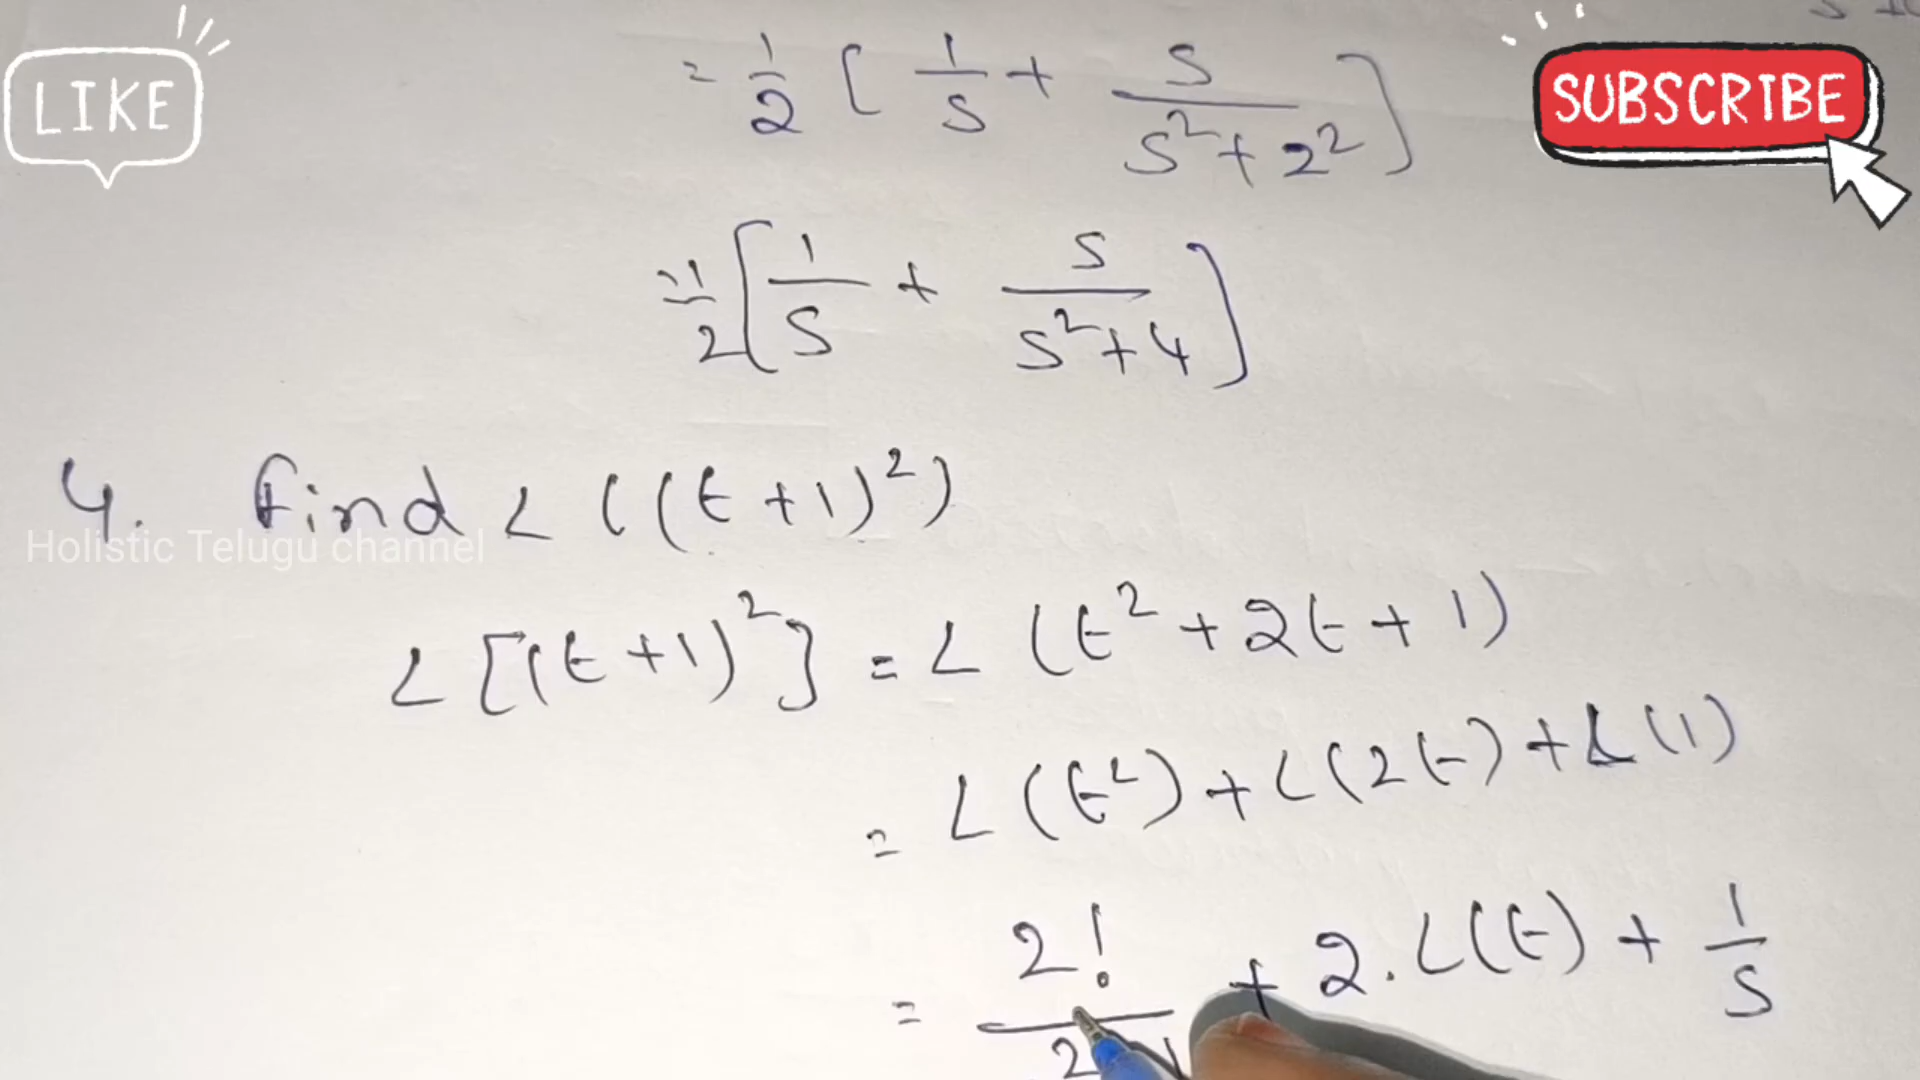 LIKE
SUBSCRIBE
= 1/2 [ 1/s + s/(s²+2²) ]
= 1/2 [ 1/s + s/(s²+4) ]
4. Find L((t+1)²)
Holistic Telugu channel
L[(t+1)²] = L(t²+2t+1)
= L(t²)+L(2t)+L(1)
= 2!/ + 2.L(t) + 1/s